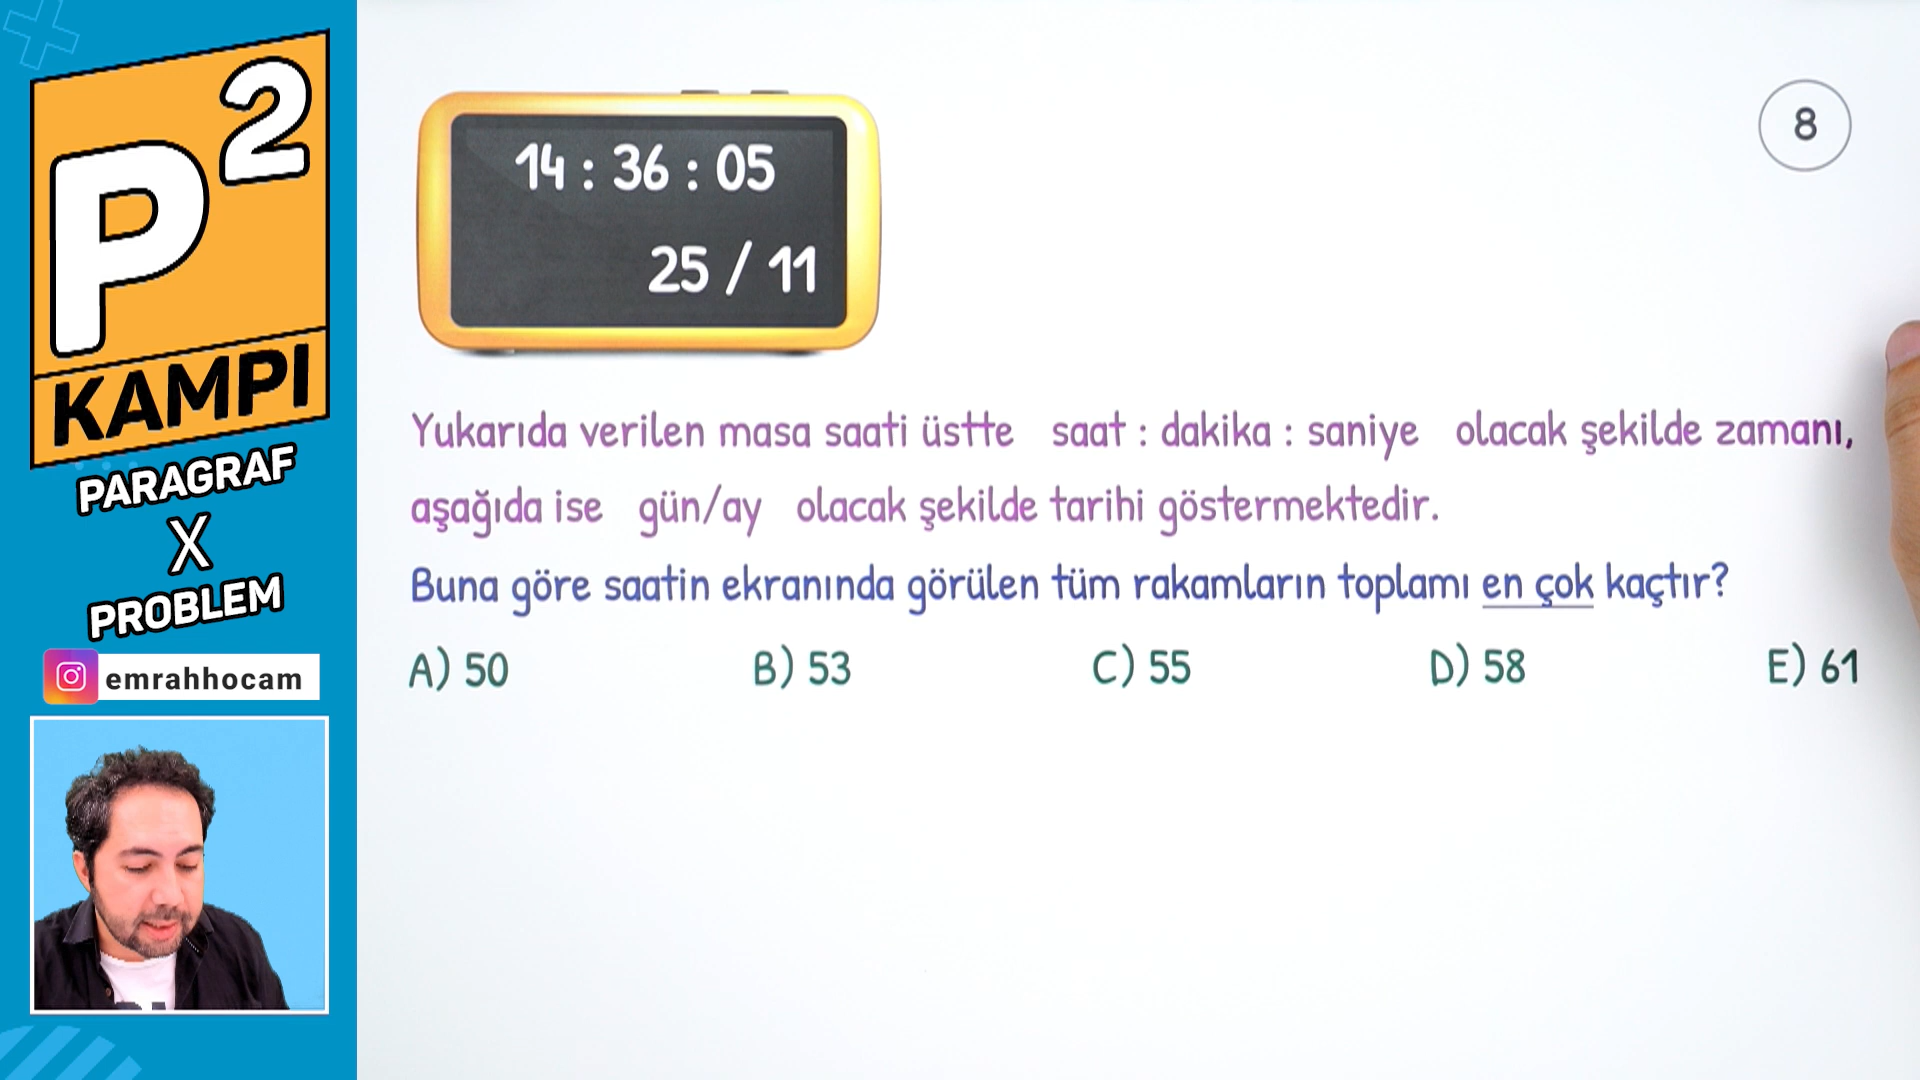 P²
KAMPI
PARAGRAF
X
PROBLEM
emrahhocam
14 : 36 : 05
25 / 11
8
Yukarıda verilen masa saati üstte saat : dakika : saniye olacak şekilde zamanı,
aşağıda ise gün/ay olacak şekilde tarihi göstermektedir.
Buna göre saatin ekranında görülen tüm rakamların toplamı en çok kaçtır?
A) 50 B) 53 C) 55 D) 58 E) 61